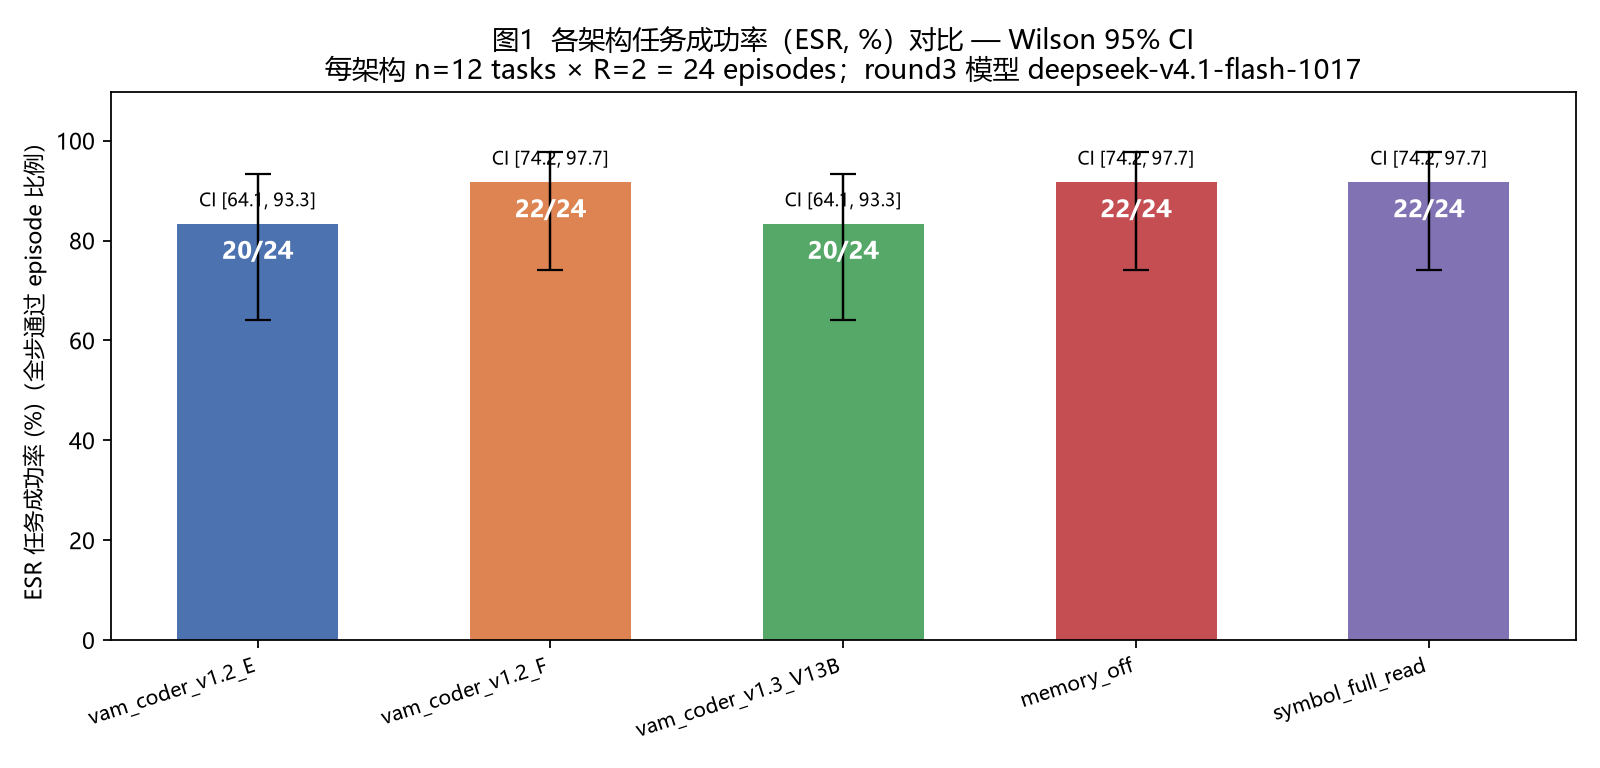 图1  各架构任务成功率（ESR, %）对比 — Wilson 95% CI
每架构 n=12 tasks × R=2 = 24 episodes；round3 模型 deepseek-v4.1-flash-1017
ESR 任务成功率 (%)（全步通过 episode 比例）
100
80
60
40
20
0
CI [64.1, 93.3]
20/24
CI [74.2, 97.7]
22/24
CI [64.1, 93.3]
20/24
CI [74.2, 97.7]
22/24
CI [74.2, 97.7]
22/24
vam_coder_v1.2_E
vam_coder_v1.2_F
vam_coder_v1.3_V13B
memory_off
symbol_full_read